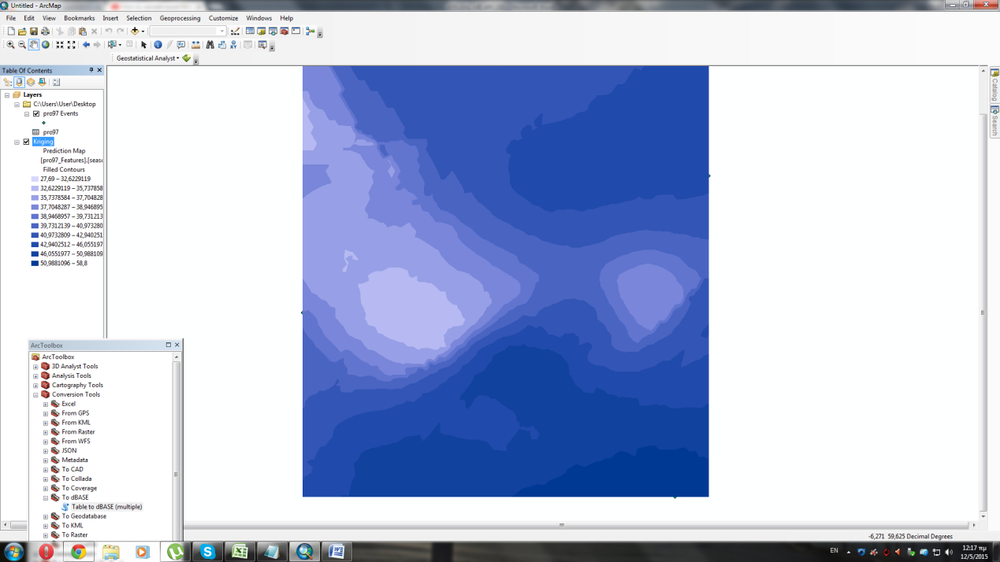 Untitled - ArcMap
File Edit View Bookmarks Insert Selection Geoprocessing Customize Windows Help
Geostatistical Analyst
Table Of Contents
Layers
C:\Users\User\Desktop
pro97 Events
pro97
Kriging
Prediction Map
[pro97_Features].[seas
Filled Contours
27,69 – 32,6229119
32,6229119 – 35,737858
35,7378584 – 37,704828
37,7048287 – 38,946895
38,9468957 – 39,731213
39,7312139 – 40,973280
40,9732809 – 42,940251
42,9402512 – 46,055197
46,0551977 – 50,988109
50,9881096 – 58,8
ArcToolbox
ArcToolbox
3D Analyst Tools
Analysis Tools
Cartography Tools
Conversion Tools
Excel
From GPS
From KML
From Raster
From WFS
JSON
Metadata
To CAD
To Collada
To Coverage
To dBASE
Table to dBASE (multiple)
To Geodatabase
To KML
To Raster
Catalog
Search
-6,271 59,625 Decimal Degrees
EN
12:17 πμ
12/5/2015